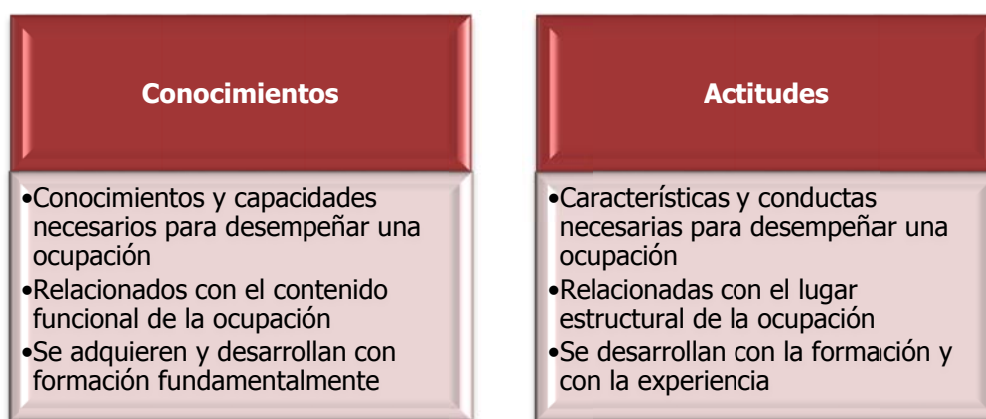 Conocimientos
•Conocimientos y capacidades
necesarios para desempeñar una
ocupación
•Relacionados con el contenido
funcional de la ocupación
•Se adquieren y desarrollan con
formación fundamentalmente
Actitudes
•Características y conductas
necesarias para desempeñar una
ocupación
•Relacionadas con el lugar
estructural de la ocupación
•Se desarrollan con la formación y
con la experiencia